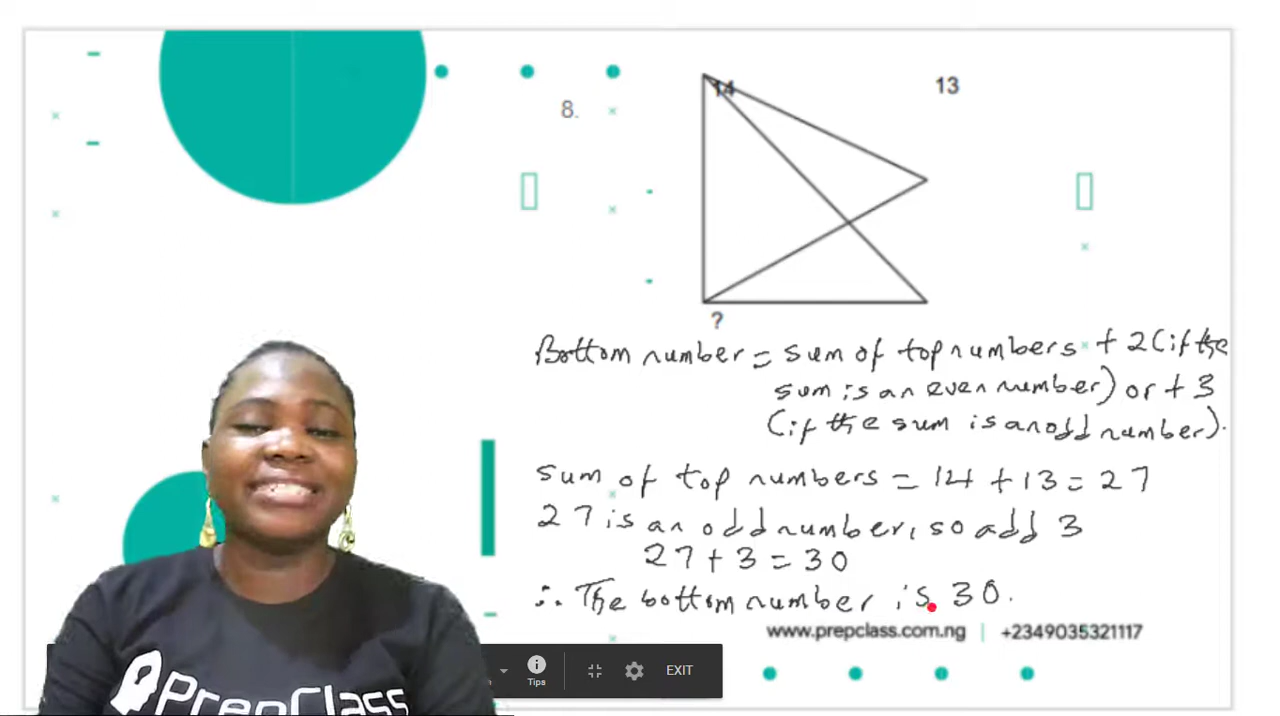 14
13
8.
?
Bottom number = sum of top numbers + 2 (if the
sum is an even number) or + 3
(if the sum is an odd number).
sum of top numbers = 14 + 13 = 27
27 is an odd number, so add 3
27 + 3 = 30
∴ The bottom number is 30.
www.prepclass.com.ng | +2349035321117
Tips
EXIT
PrepClass